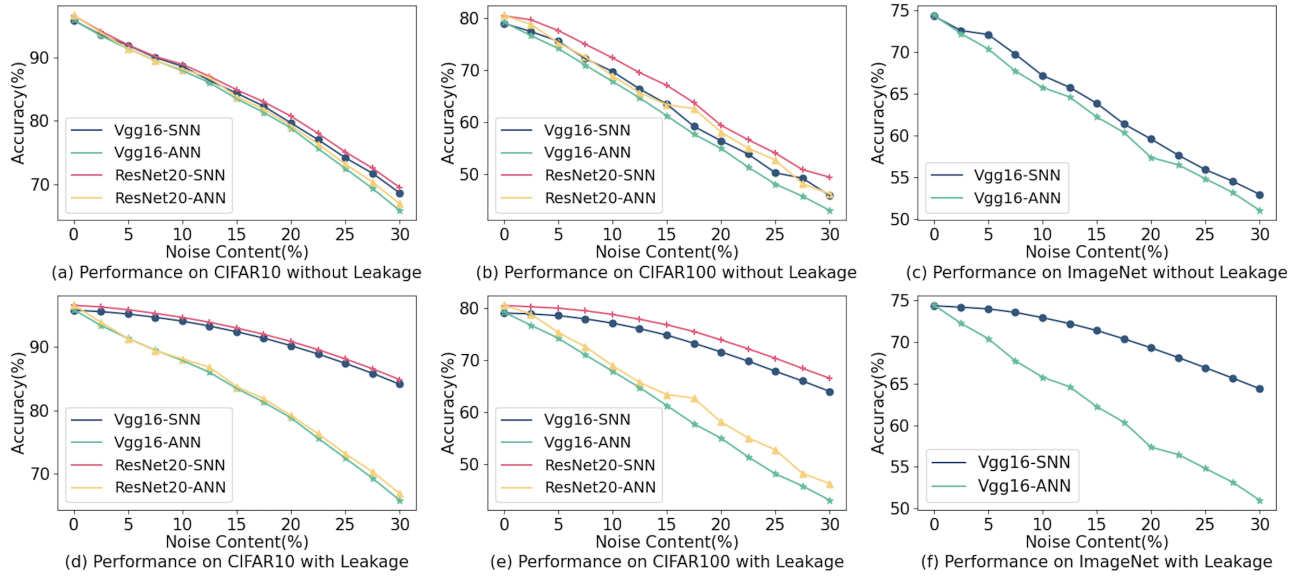 Accuracy(%)
90
80
70
Vgg16-SNN
Vgg16-ANN
ResNet20-SNN
ResNet20-ANN
0 5 10 15 20 25 30
Noise Content(%)
(a) Performance on CIFAR10 without Leakage
Accuracy(%)
80
70
60
50
Vgg16-SNN
Vgg16-ANN
ResNet20-SNN
ResNet20-ANN
0 5 10 15 20 25 30
Noise Content(%)
(b) Performance on CIFAR100 without Leakage
Accuracy(%)
75
70
65
60
55
50
Vgg16-SNN
Vgg16-ANN
0 5 10 15 20 25 30
Noise Content(%)
(c) Performance on ImageNet without Leakage
Accuracy(%)
90
80
70
Vgg16-SNN
Vgg16-ANN
ResNet20-SNN
ResNet20-ANN
0 5 10 15 20 25 30
Noise Content(%)
(d) Performance on CIFAR10 with Leakage
Accuracy(%)
80
70
60
50
Vgg16-SNN
Vgg16-ANN
ResNet20-SNN
ResNet20-ANN
0 5 10 15 20 25 30
Noise Content(%)
(e) Performance on CIFAR100 with Leakage
Accuracy(%)
75
70
65
60
55
50
Vgg16-SNN
Vgg16-ANN
0 5 10 15 20 25 30
Noise Content(%)
(f) Performance on ImageNet with Leakage